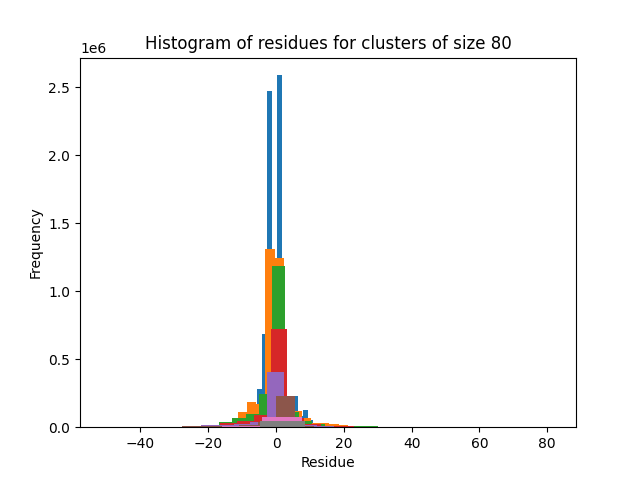 Histogram of residues for clusters of size 80
1e6
2.5
2.0
1.5
1.0
0.5
0.0
Frequency
−40 −20 0 20 40 60 80
Residue